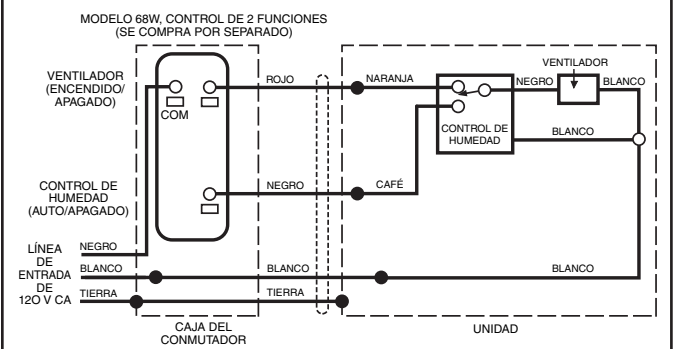 MODELO 68W, CONTROL DE 2 FUNCIONES
(SE COMPRA POR SEPARADO)
VENTILADOR
(ENCENDIDO/
APAGADO)
COM
ROJO
NARANJA
NEGRO
VENTILADOR
BLANCO
CONTROL DE
HUMEDAD
BLANCO
CONTROL DE
HUMEDAD
(AUTO/APAGADO)
NEGRO
CAFÉ
LÍNEA
DE
ENTRADA
DE
12O V CA
NEGRO
BLANCO
BLANCO
BLANCO
TIERRA
TIERRA
CAJA DEL
CONMUTADOR
UNIDAD